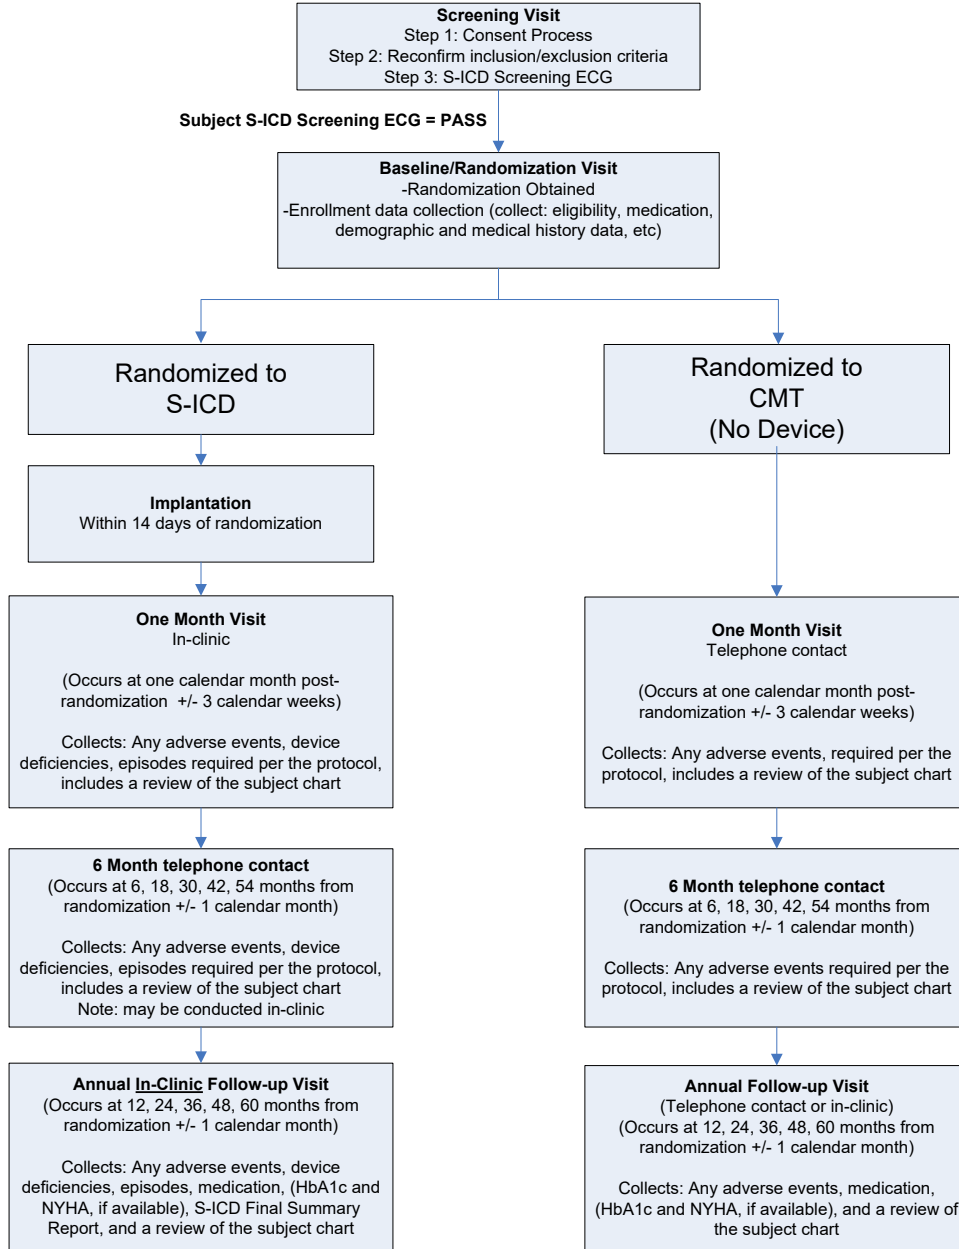 Screening Visit
Step 1: Consent Process
Step 2: Reconfirm inclusion/exclusion criteria
Step 3: S-ICD Screening ECG
Subject S-ICD Screening ECG = PASS
Baseline/Randomization Visit
-Randomization Obtained
-Enrollment data collection (collect: eligibility, medication,
demographic and medical history data, etc)
Randomized to
S-ICD
Randomized to
CMT
(No Device)
Implantation
Within 14 days of randomization
One Month Visit
In-clinic
(Occurs at one calendar month post-
randomization +/- 3 calendar weeks)
Collects: Any adverse events, device
deficiencies, episodes required per the protocol,
includes a review of the subject chart
One Month Visit
Telephone contact
(Occurs at one calendar month post-
randomization +/- 3 calendar weeks)
Collects: Any adverse events, required per the
protocol, includes a review of the subject chart
6 Month telephone contact
(Occurs at 6, 18, 30, 42, 54 months from
randomization +/- 1 calendar month)
Collects: Any adverse events, device
deficiencies, episodes required per the protocol,
includes a review of the subject chart
Note: may be conducted in-clinic
6 Month telephone contact
(Occurs at 6, 18, 30, 42, 54 months from
randomization +/- 1 calendar month)
Collects: Any adverse events required per the
protocol, includes a review of the subject chart
Annual In-Clinic Follow-up Visit
(Occurs at 12, 24, 36, 48, 60 months from
randomization +/- 1 calendar month)
Collects: Any adverse events, device
deficiencies, episodes, medication, (HbA1c and
NYHA, if available), S-ICD Final Summary
Report, and a review of the subject chart
Annual Follow-up Visit
(Telephone contact or in-clinic)
(Occurs at 12, 24, 36, 48, 60 months from
randomization +/- 1 calendar month)
Collects: Any adverse events, medication,
(HbA1c and NYHA, if available), and a review of
the subject chart